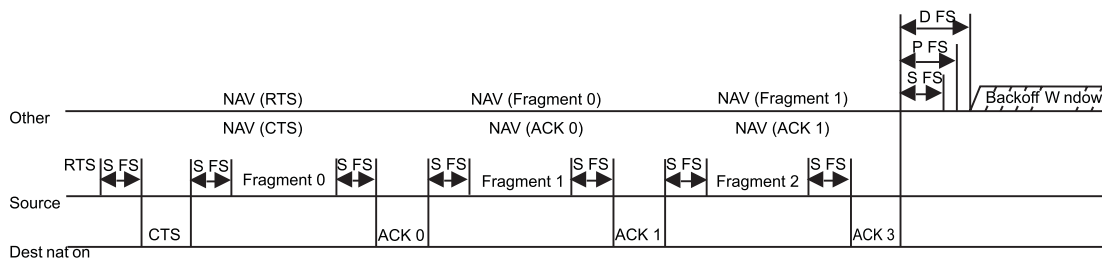 D FS
P FS
S FS
NAV (RTS) NAV (Fragment 0) NAV (Fragment 1) Backoff W ndow
Other
NAV (CTS) NAV (ACK 0) NAV (ACK 1)
RTS S FS S FS Fragment 0 S FS S FS Fragment 1 S FS S FS Fragment 2 S FS
Source
CTS ACK 0 ACK 1 ACK 3
Dest nat on